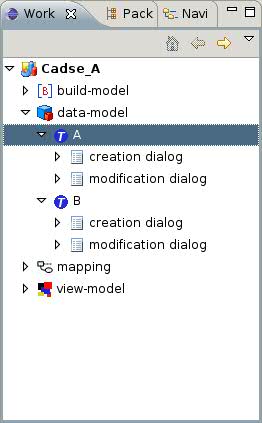 Work Pack Navi
Cadse_A
[B] build-model
data-model
T A
creation dialog
modification dialog
T B
creation dialog
modification dialog
mapping
view-model